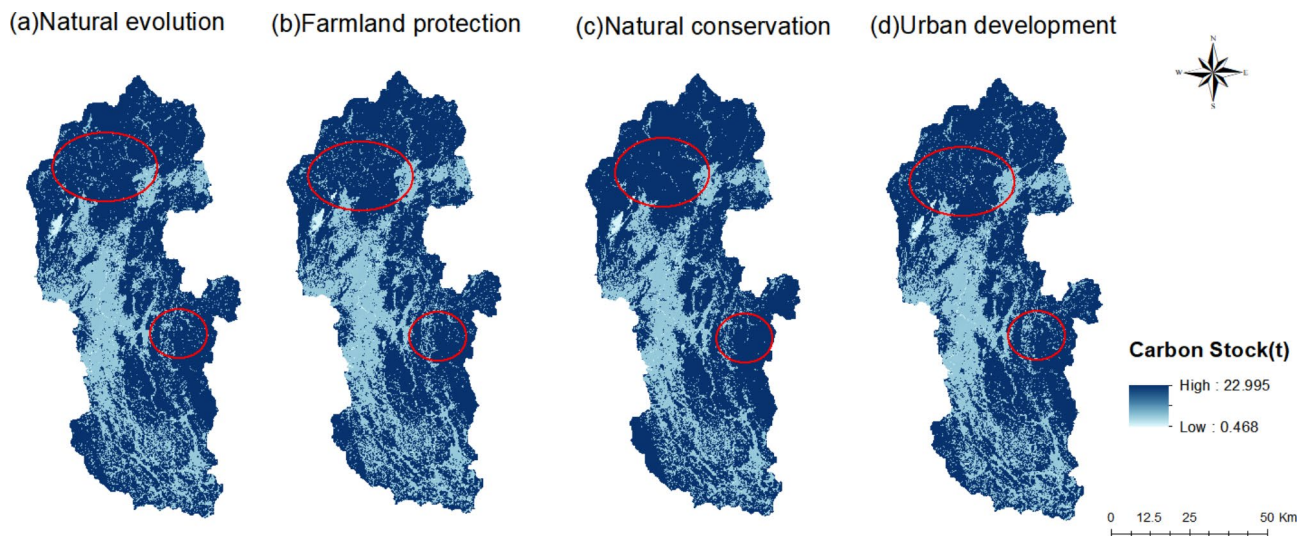 (a)Natural evolution
(b)Farmland protection
(c)Natural conservation
(d)Urban development
N
W
E
S
Carbon Stock(t)
High : 22.995
Low : 0.468
0 12.5 25 50 Km